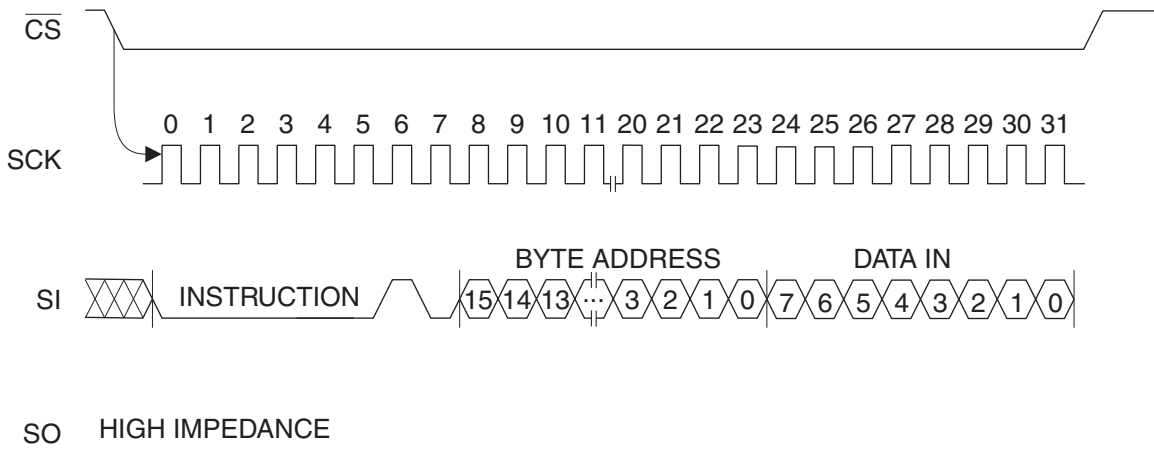 CS
0 1 2 3 4 5 6 7 8 9 10 11 20 21 22 23 24 25 26 27 28 29 30 31
SCK
BYTE ADDRESS DATA IN
SI INSTRUCTION 15 14 13 ... 3 2 1 0 7 6 5 4 3 2 1 0
SO HIGH IMPEDANCE